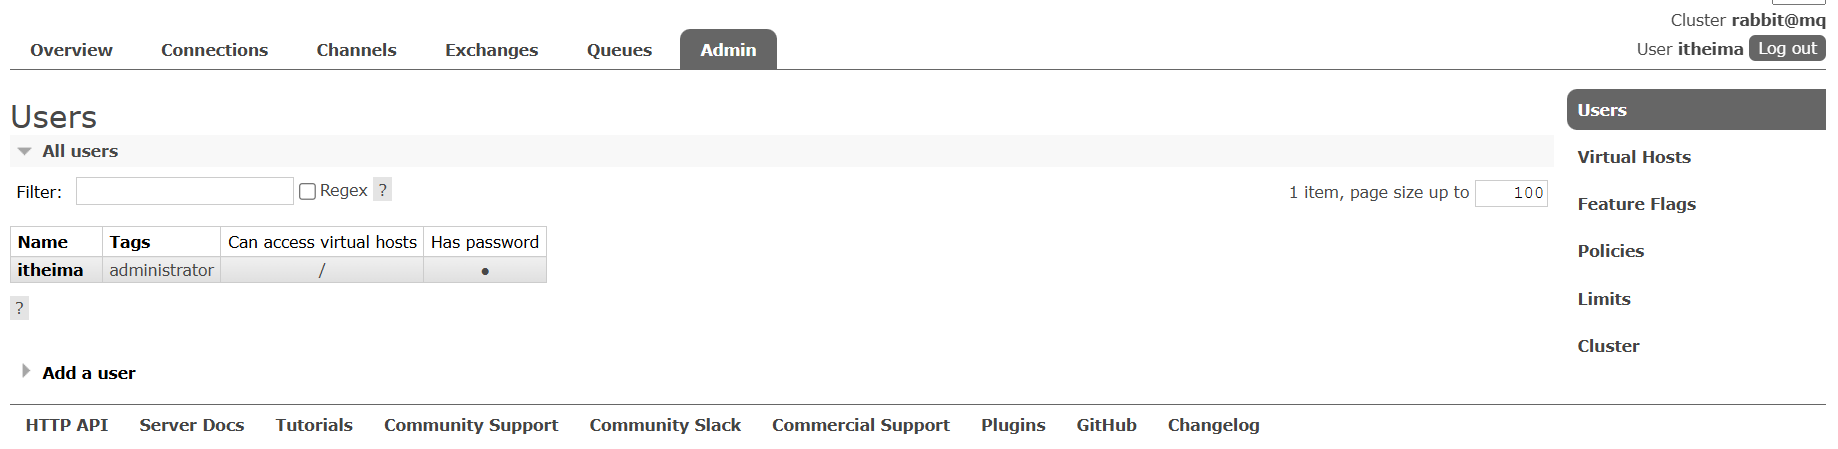 Cluster rabbit@mq
Overview Connections Channels Exchanges Queues Admin
User itheima Log out
Users
All users
Filter: Regex ?
1 item, page size up to 100
Name Tags Can access virtual hosts Has password
itheima administrator / ●
?
Add a user
Users
Virtual Hosts
Feature Flags
Policies
Limits
Cluster
HTTP API Server Docs Tutorials Community Support Community Slack Commercial Support Plugins GitHub Changelog